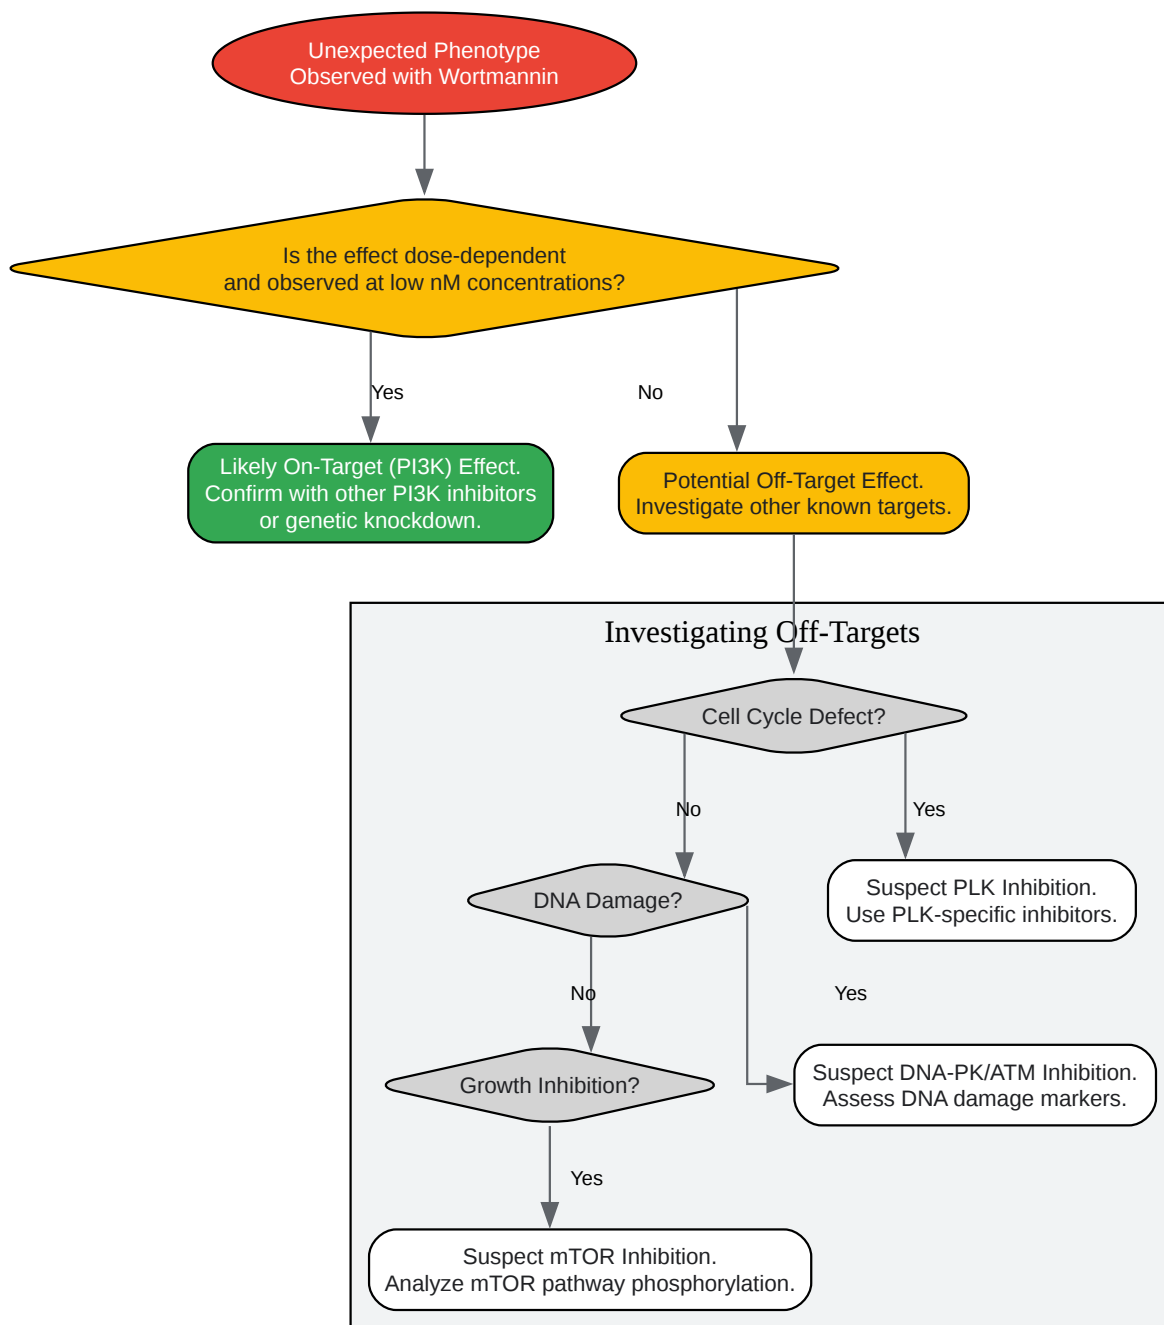 Unexpected Phenotype
Observed with Wortmannin
Is the effect dose-dependent
and observed at low nM concentrations?
Yes
No
Likely On-Target (PI3K) Effect.
Confirm with other PI3K inhibitors
or genetic knockdown.
Potential Off-Target Effect.
Investigate other known targets.
Investigating Off-Targets
Cell Cycle Defect?
No
Yes
Suspect PLK Inhibition.
Use PLK-specific inhibitors.
DNA Damage?
No
Yes
Suspect DNA-PK/ATM Inhibition.
Assess DNA damage markers.
Growth Inhibition?
Yes
Suspect mTOR Inhibition.
Analyze mTOR pathway phosphorylation.